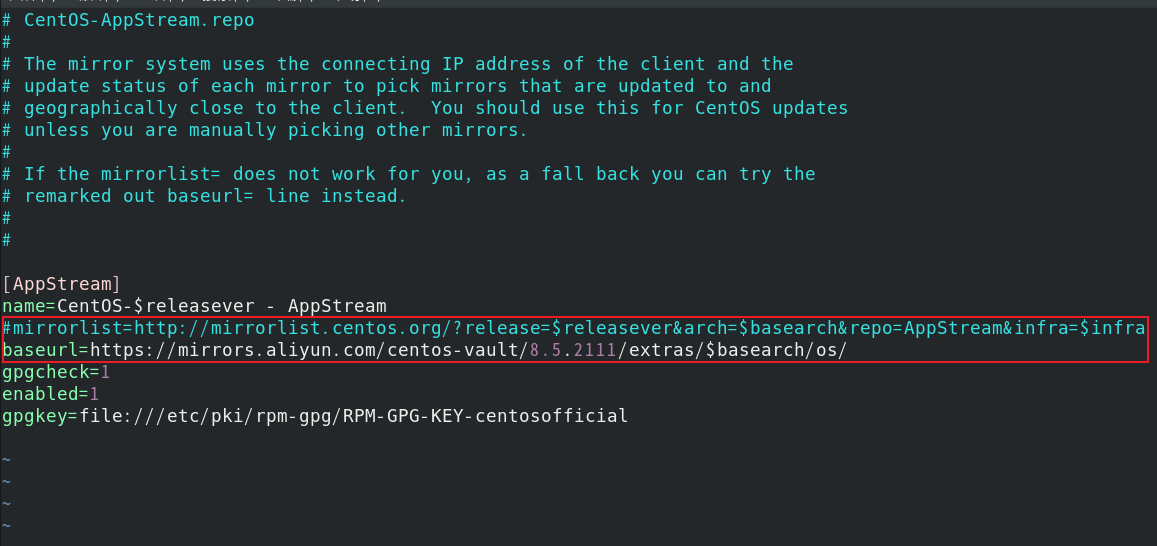 # CentOS-AppStream.repo
#
# The mirror system uses the connecting IP address of the client and the
# update status of each mirror to pick mirrors that are updated to and
# geographically close to the client.  You should use this for CentOS updates
# unless you are manually picking other mirrors.
#
# If the mirrorlist= does not work for you, as a fall back you can try the
# remarked out baseurl= line instead.
#
#
[AppStream]
name=CentOS-$releasever - AppStream
#mirrorlist=http://mirrorlist.centos.org/?release=$releasever&arch=$basearch&repo=AppStream&infra=$infra
baseurl=https://mirrors.aliyun.com/centos-vault/8.5.2111/extras/$basearch/os/
gpgcheck=1
enabled=1
gpgkey=file:///etc/pki/rpm-gpg/RPM-GPG-KEY-centosofficial
~
~
~
~